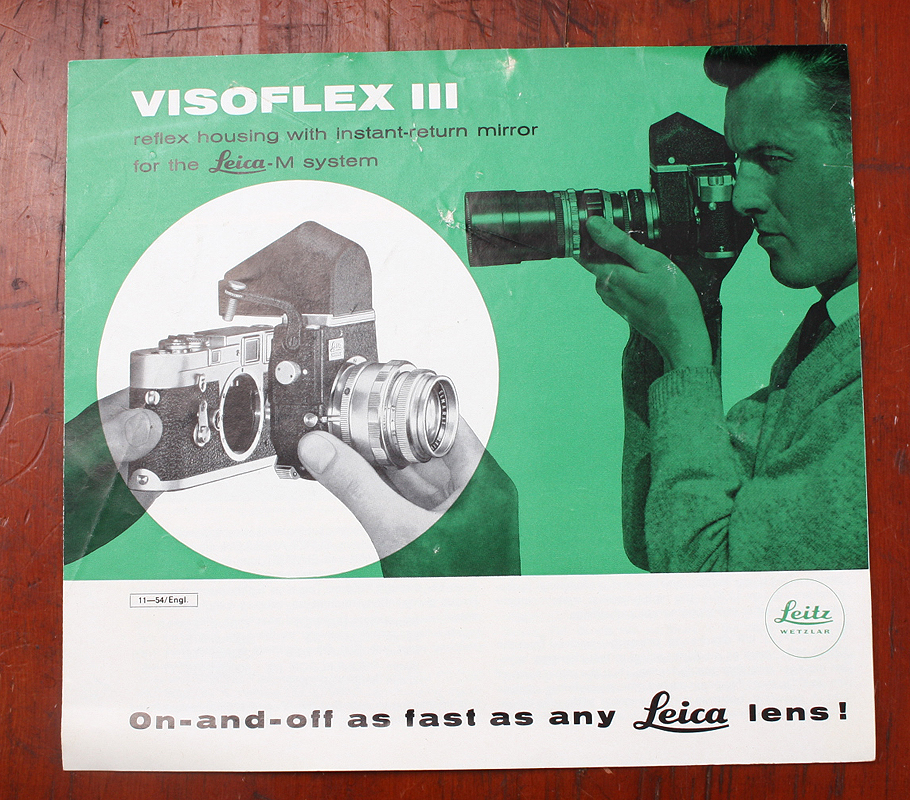 VISOFLEX III
reflex housing with instant-return mirror
for the Leica-M system
11—54/Engl.
Leitz
WETZLAR
On-and-off as fast as any Leica lens!